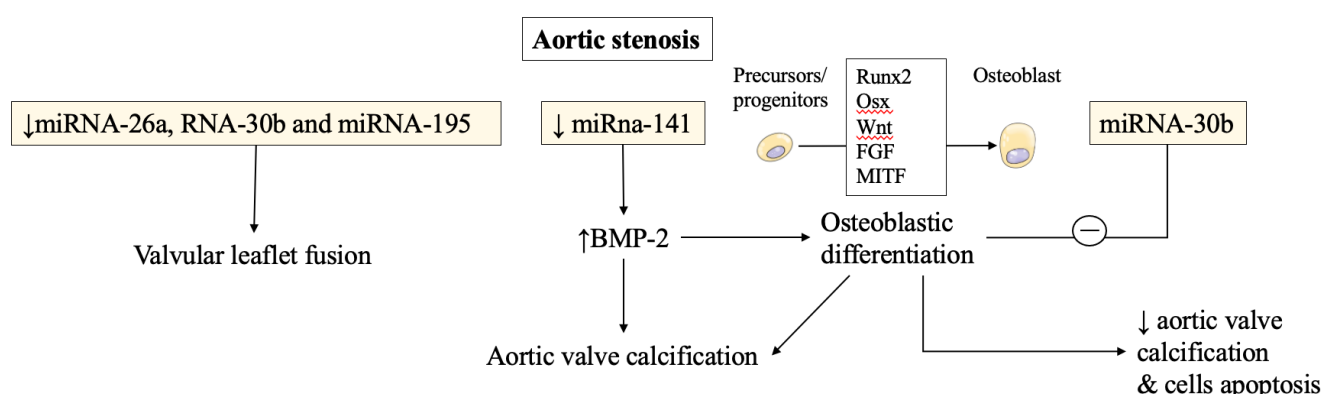 Aortic stenosis
↓miRNA-26a, RNA-30b and miRNA-195
↓ miRna-141
Precursors/
progenitors
Runx2
Osx
Wnt
FGF
MITF
Osteoblast
miRNA-30b
Valvular leaflet fusion
↑BMP-2
Osteoblastic
differentiation
−
Aortic valve calcification
↓ aortic valve
calcification
& cells apoptosis